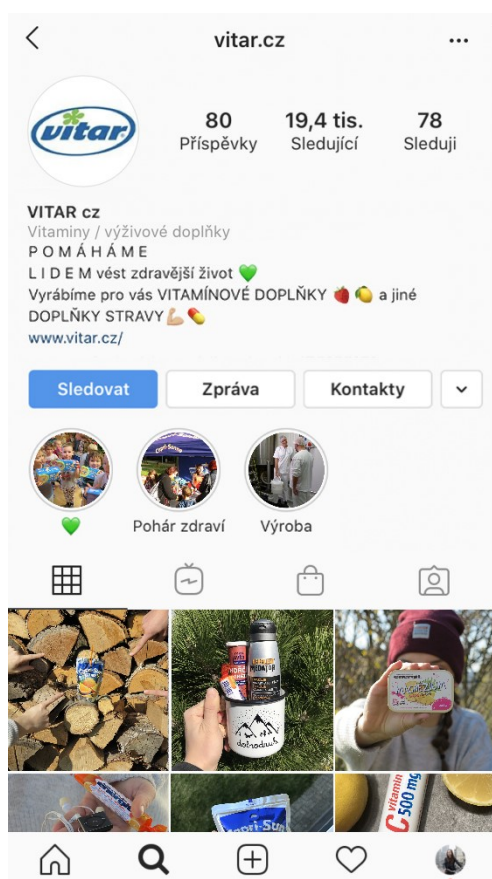 vitar.cz
vitar
80 19,4 tis. 78
Příspěvky Sledující Sleduji
VITAR cz
Vitaminy / výživové doplňky
P O M Á H Á M E
L I D E M vést zdravější život 💚
Vyrábíme pro vás VITAMÍNOVÉ DOPLŇKY 🍓 🍋 a jiné
DOPLŇKY STRAVY 💪🏼 💊
www.vitar.cz/
Sledovat Zpráva Kontakty
💚 Pohár zdraví Výroba
dobrodruh
Capri-Sun
C vitamin
500 mg